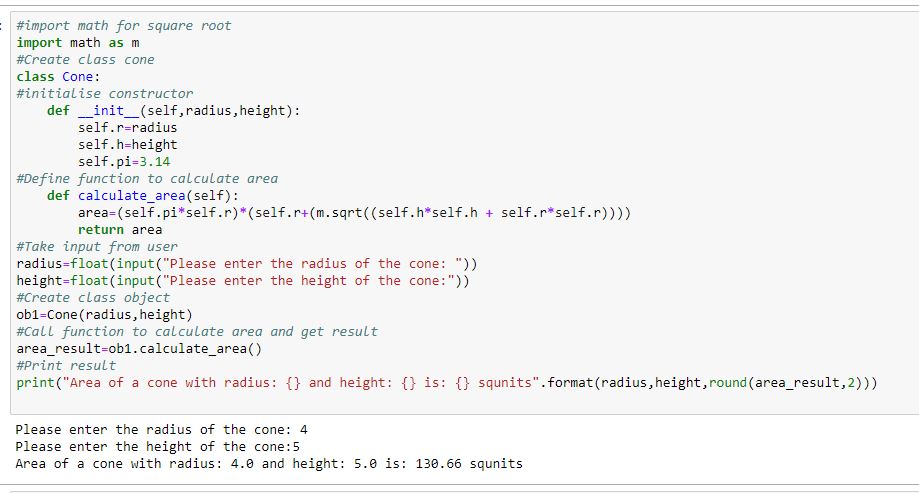 #import math for square root
import math as m
#Create class cone
class Cone:
#initialise constructor
    def __init__(self,radius,height):
        self.r=radius
        self.h=height
        self.pi=3.14
#Define function to calculate area
    def calculate_area(self):
        area=(self.pi*self.r)*(self.r+(m.sqrt((self.h*self.h + self.r*self.r))))
        return area
#Take input from user
radius=float(input("Please enter the radius of the cone: "))
height=float(input("Please enter the height of the cone:"))
#Create class object
ob1=Cone(radius,height)
#Call function to calculate area and get result
area_result=ob1.calculate_area()
#Print result
print("Area of a cone with radius: {} and height: {} is: {} squnits".format(radius,height,round(area_result,2)))
Please enter the radius of the cone: 4
Please enter the height of the cone:5
Area of a cone with radius: 4.0 and height: 5.0 is: 130.66 squnits